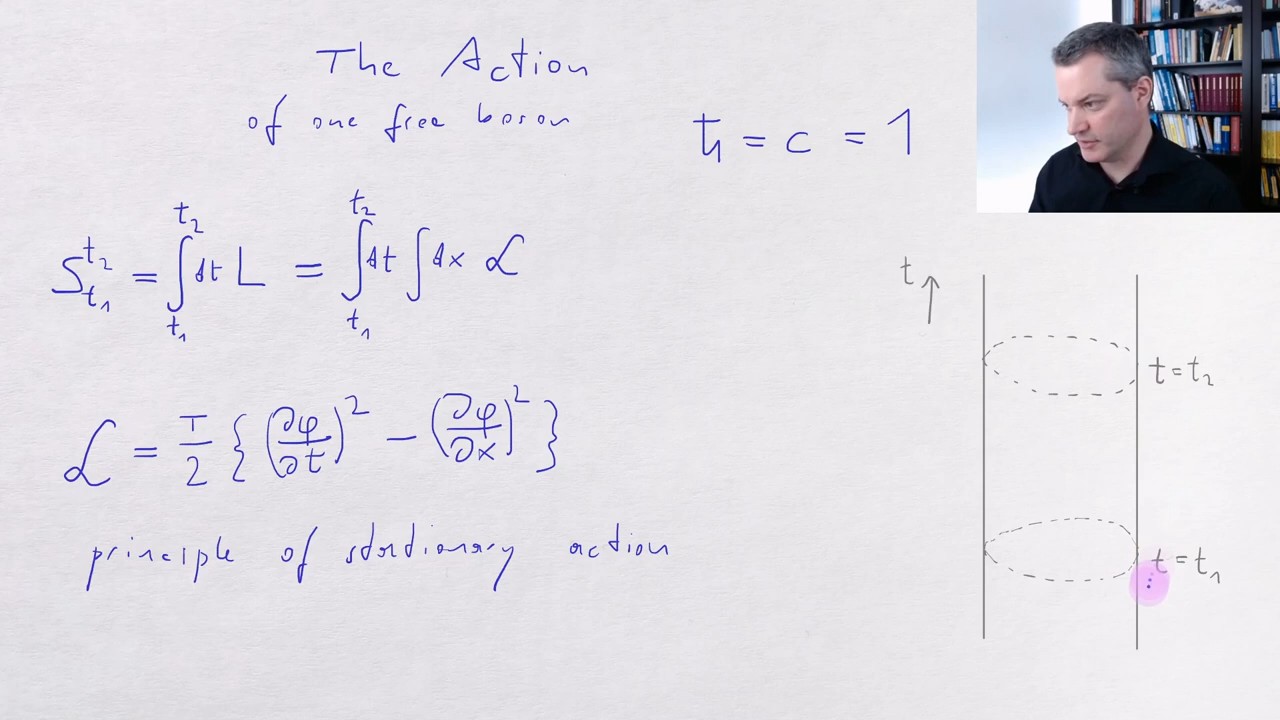 The Action
of one free boson
ħ = c = 1
S_{t_1}^{t_2} = ∫_{t_1}^{t_2} dt L = ∫_{t_1}^{t_2} dt ∫ dx ℒ
ℒ = T/2 { (∂φ/∂t)^2 − (∂φ/∂x)^2 }
principle of stationary action
t ↑
t = t_2
t = t_1